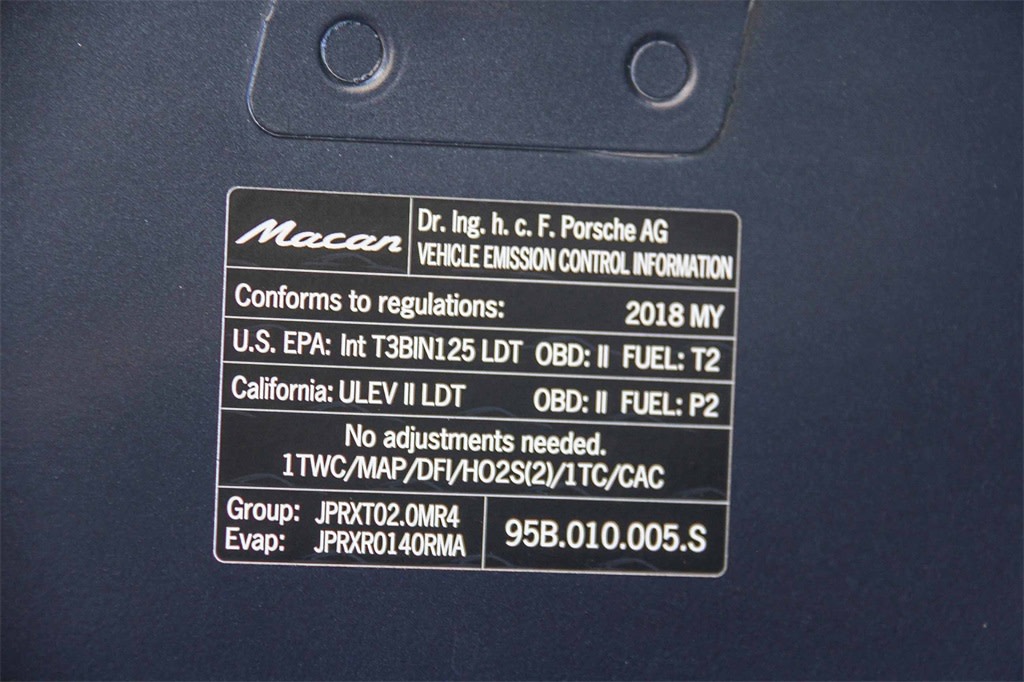 Macan
Dr. Ing. h. c. F. Porsche AG
VEHICLE EMISSION CONTROL INFORMATION
Conforms to regulations: 2018 MY
U.S. EPA: Int T3BIN125 LDT OBD: II FUEL: T2
California: ULEV II LDT OBD: II FUEL: P2
No adjustments needed.
1TWC/MAP/DFI/HO2S(2)/1TC/CAC
Group: JPRXT02.0MR4
Evap: JPRXR0140RMA
95B.010.005.S